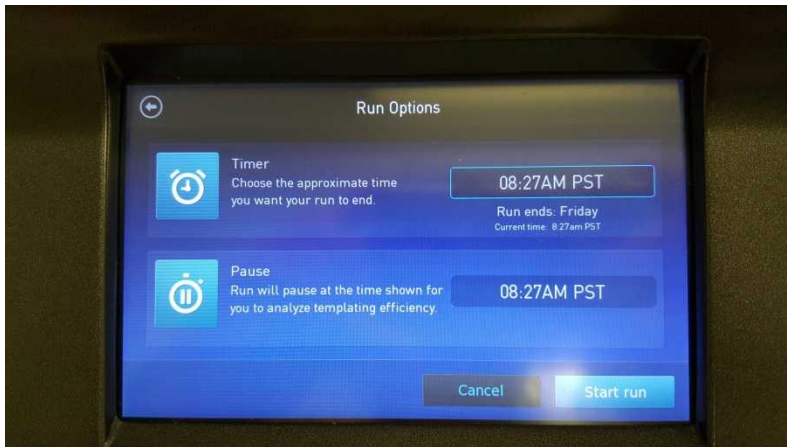 Run Options
Timer
Choose the approximate time
you want your run to end.
08:27AM PST
Run ends: Friday
Current time: 8:27am PST
Pause
Run will pause at the time shown for
you to analyze templating efficiency.
08:27AM PST
Cancel
Start run